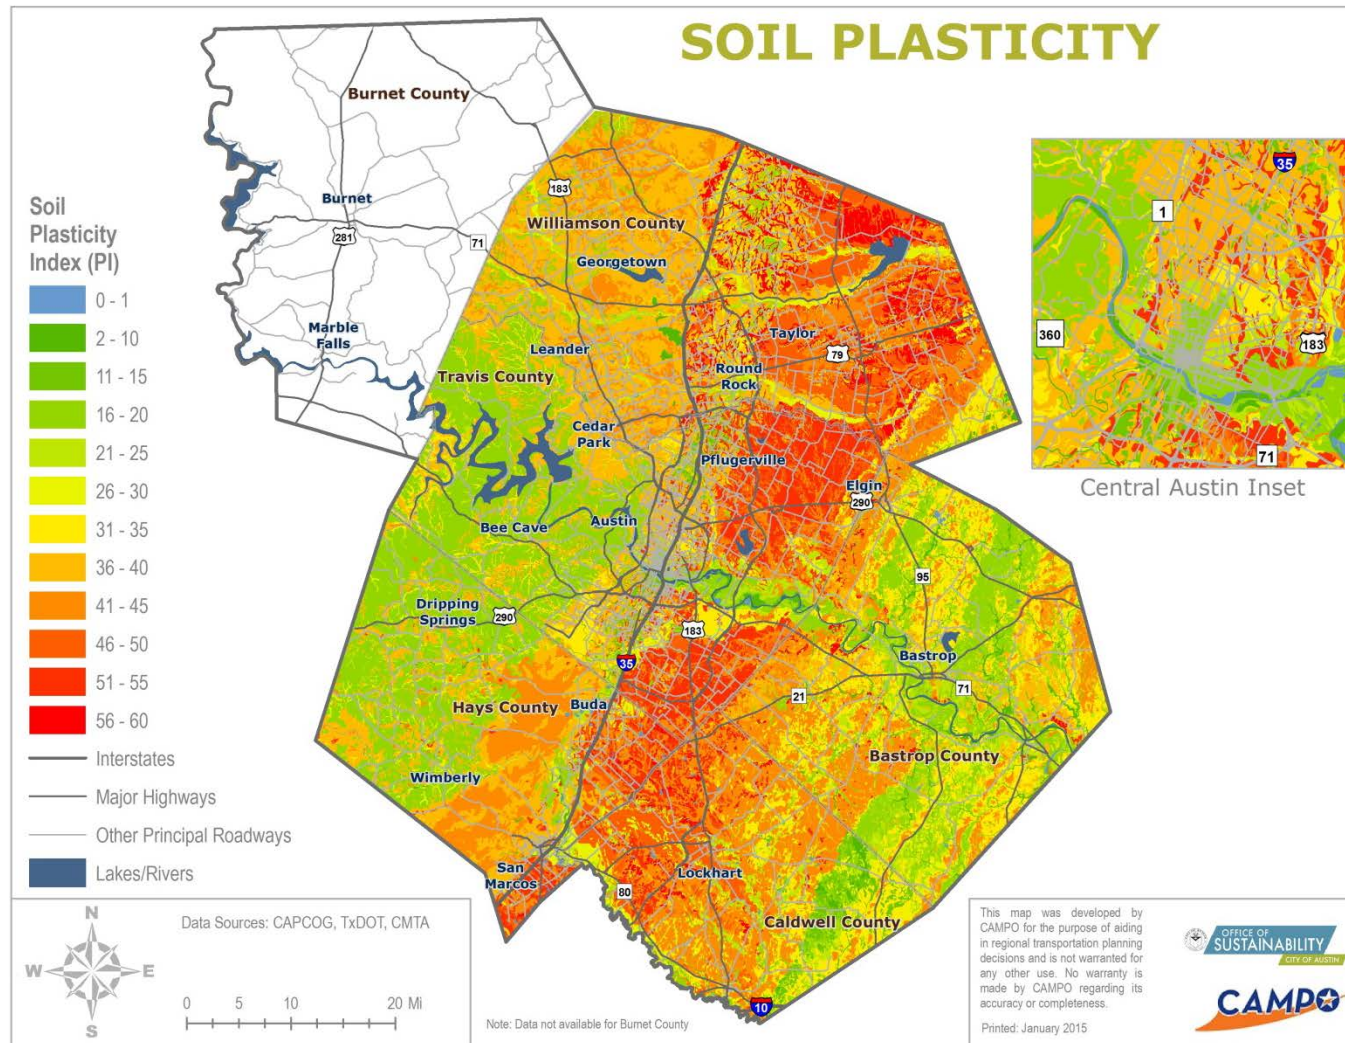 SOIL PLASTICITY
Burnet County
Burnet
281
71
183
Marble
Falls
Williamson County
Georgetown
Leander
Travis County
Taylor
79
Round
Rock
Cedar
Park
Pflugerville
Elgin
290
Bee Cave
Austin
95
Dripping
Springs
290
183
35
Bastrop
71
21
Hays County
Buda
Bastrop County
Wimberly
San
Marcos
80
Lockhart
Caldwell County
10
Soil
Plasticity
Index (PI)
0 - 1
2 - 10
11 - 15
16 - 20
21 - 25
26 - 30
31 - 35
36 - 40
41 - 45
46 - 50
51 - 55
56 - 60
Interstates
Major Highways
Other Principal Roadways
Lakes/Rivers
35
1
360
183
71
Central Austin Inset
N
W E
S
Data Sources: CAPCOG, TxDOT, CMTA
0 5 10 20 Mi
Note: Data not available for Burnet County
This map was developed by
CAMPO for the purpose of aiding
in regional transportation planning
decisions and is not warranted for
any other use. No warranty is
made by CAMPO regarding its
accuracy or completeness.
Printed: January 2015
OFFICE OF
SUSTAINABILITY
CITY OF AUSTIN
CAMPO